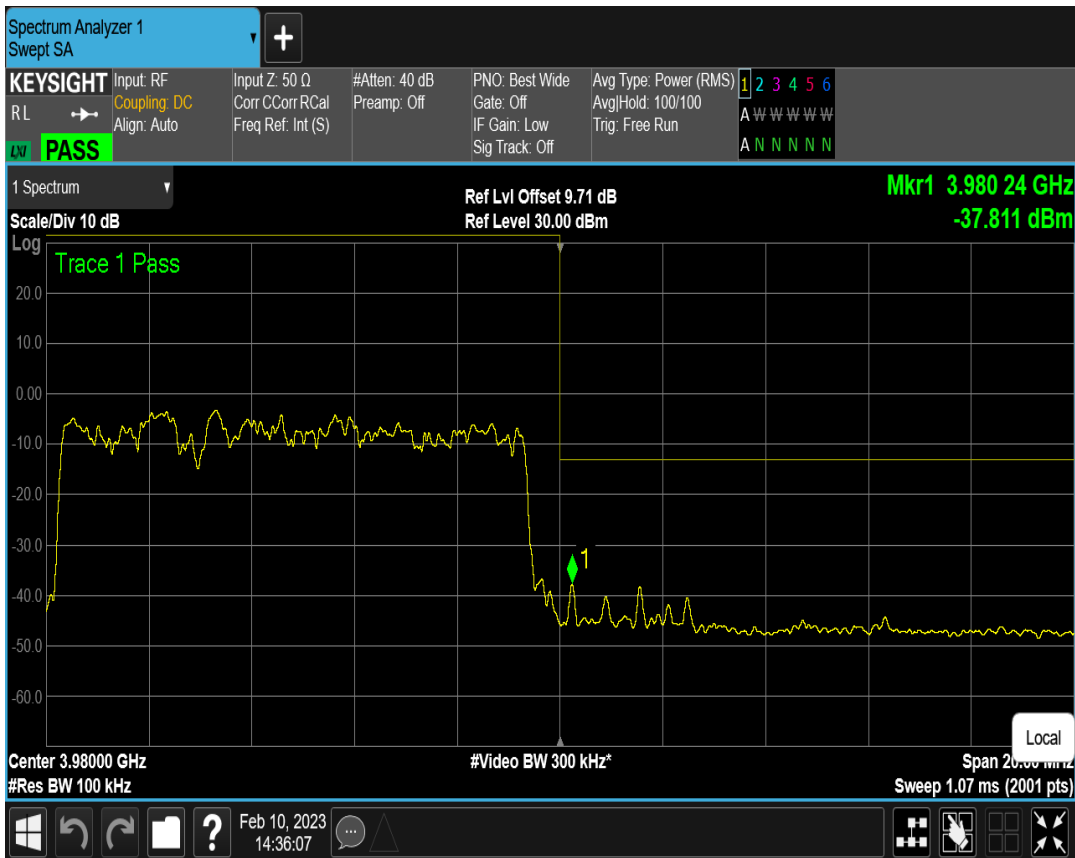 Spectrum Analyzer 1
Swept SA
+
KEYSIGHT
R L
LXI PASS
Input: RF
Coupling: DC
Align: Auto
Input Z: 50 Ω
Corr CCorr RCal
Freq Ref: Int (S)
#Atten: 40 dB
Preamp: Off
PNO: Best Wide
Gate: Off
IF Gain: Low
Sig Track: Off
Avg Type: Power (RMS)
Avg|Hold: 100/100
Trig: Free Run
1 2 3 4 5 6
A W W W W W
A N N N N N
1 Spectrum
Scale/Div 10 dB
Ref Lvl Offset 9.71 dB
Ref Level 30.00 dBm
Mkr1 3.980 24 GHz
-37.811 dBm
Log
Trace 1 Pass
20.0
10.0
0.00
-10.0
-20.0
-30.0
-40.0
-50.0
-60.0
1
Local
Center 3.98000 GHz
#Res BW 100 kHz
#Video BW 300 kHz*
Span 20.00 MHz
Sweep 1.07 ms (2001 pts)
?
Feb 10, 2023
14:36:07